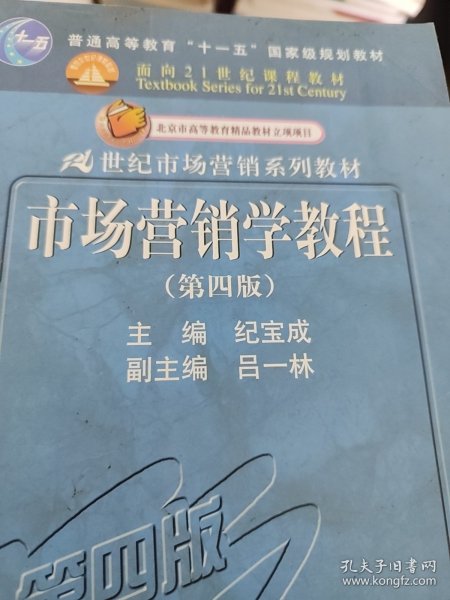 十一五
普通高等教育“十一五”国家级规划教材
面向21世纪课程教材
Textbook Series for 21st Century
北京市高等教育精品教材立项项目
21世纪市场营销系列教材
市场营销学教程
（第四版）
主 编 纪宝成
副主编 吕一林
第四版
孔夫子旧书网
www.kongfz.com